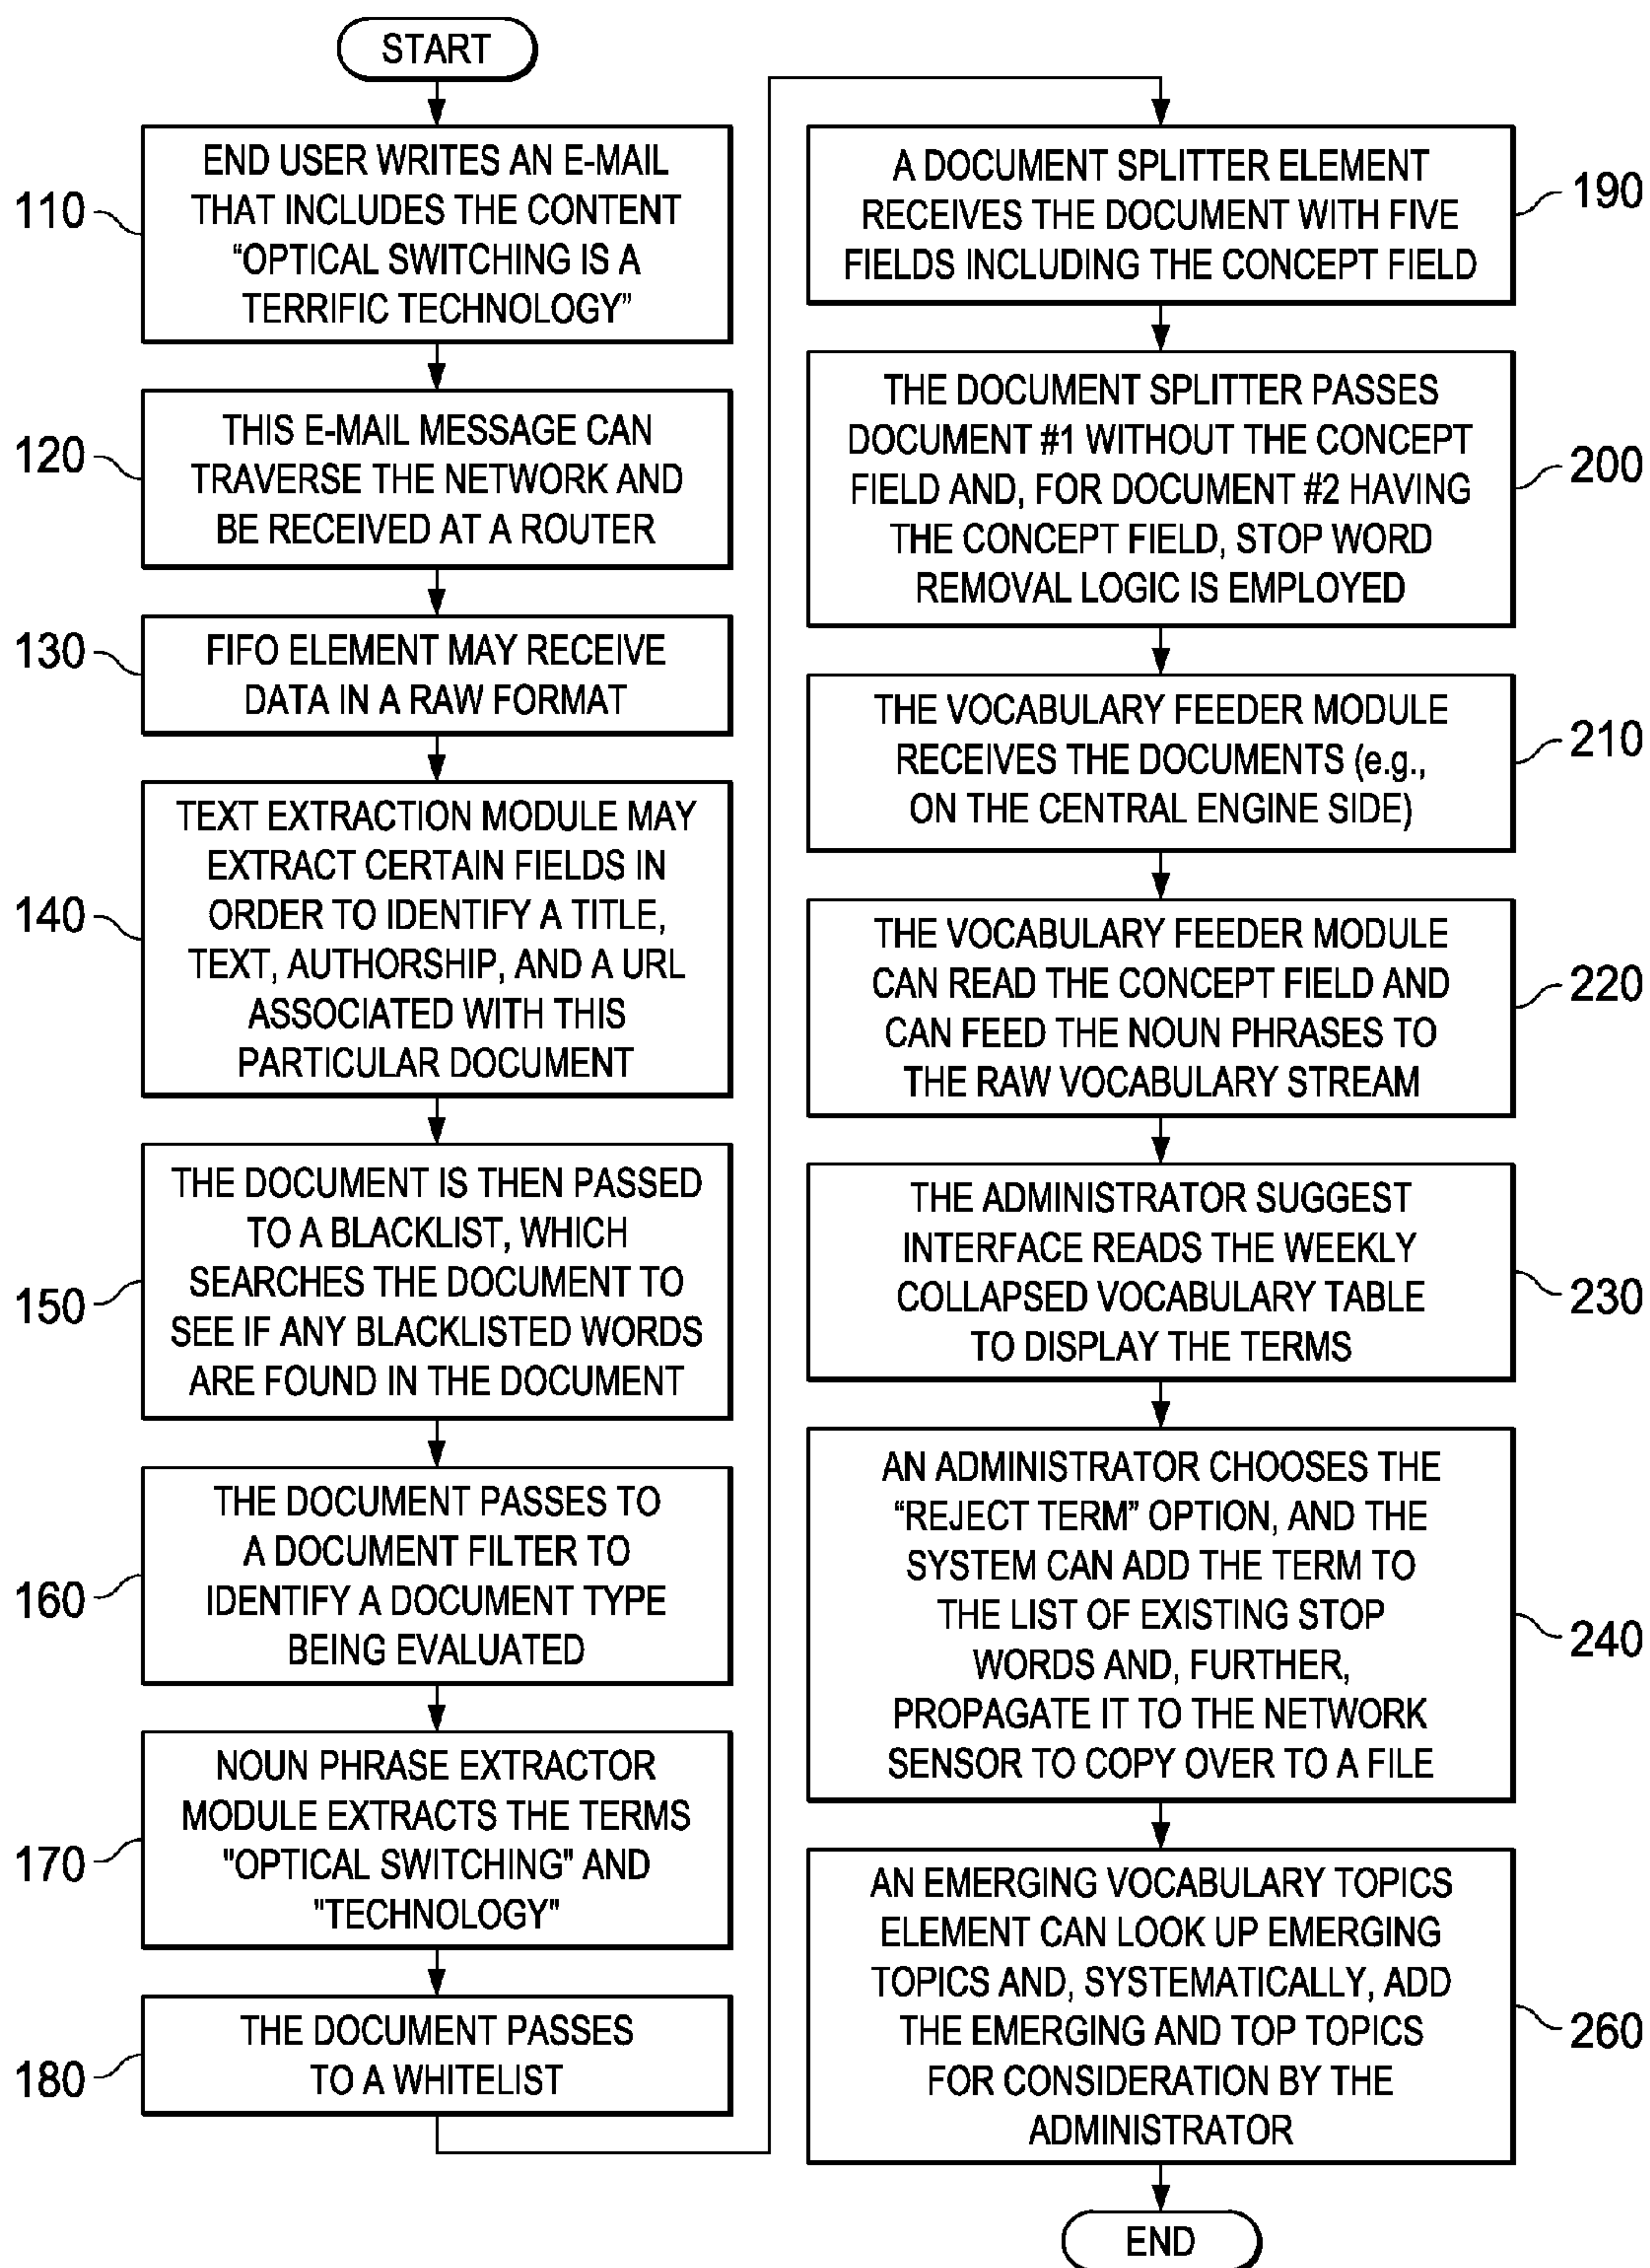 START
110
END USER WRITES AN E-MAIL
THAT INCLUDES THE CONTENT
“OPTICAL SWITCHING IS A
TERRIFIC TECHNOLOGY”
120
THIS E-MAIL MESSAGE CAN
TRAVERSE THE NETWORK AND
BE RECEIVED AT A ROUTER
130
FIFO ELEMENT MAY RECEIVE
DATA IN A RAW FORMAT
140
TEXT EXTRACTION MODULE MAY
EXTRACT CERTAIN FIELDS IN
ORDER TO IDENTIFY A TITLE,
TEXT, AUTHORSHIP, AND A URL
ASSOCIATED WITH THIS
PARTICULAR DOCUMENT
150
THE DOCUMENT IS THEN PASSED
TO A BLACKLIST, WHICH
SEARCHES THE DOCUMENT TO
SEE IF ANY BLACKLISTED WORDS
ARE FOUND IN THE DOCUMENT
160
THE DOCUMENT PASSES TO
A DOCUMENT FILTER TO
IDENTIFY A DOCUMENT TYPE
BEING EVALUATED
170
NOUN PHRASE EXTRACTOR
MODULE EXTRACTS THE TERMS
"OPTICAL SWITCHING" AND
"TECHNOLOGY"
180
THE DOCUMENT PASSES
TO A WHITELIST
190
A DOCUMENT SPLITTER ELEMENT
RECEIVES THE DOCUMENT WITH FIVE
FIELDS INCLUDING THE CONCEPT FIELD
200
THE DOCUMENT SPLITTER PASSES
DOCUMENT #1 WITHOUT THE CONCEPT
FIELD AND, FOR DOCUMENT #2 HAVING
THE CONCEPT FIELD, STOP WORD
REMOVAL LOGIC IS EMPLOYED
210
THE VOCABULARY FEEDER MODULE
RECEIVES THE DOCUMENTS (e.g.,
ON THE CENTRAL ENGINE SIDE)
220
THE VOCABULARY FEEDER MODULE
CAN READ THE CONCEPT FIELD AND
CAN FEED THE NOUN PHRASES TO
THE RAW VOCABULARY STREAM
230
THE ADMINISTRATOR SUGGEST
INTERFACE READS THE WEEKLY
COLLAPSED VOCABULARY TABLE
TO DISPLAY THE TERMS
240
AN ADMINISTRATOR CHOOSES THE
“REJECT TERM” OPTION, AND THE
SYSTEM CAN ADD THE TERM TO
THE LIST OF EXISTING STOP
WORDS AND, FURTHER,
PROPAGATE IT TO THE NETWORK
SENSOR TO COPY OVER TO A FILE
260
AN EMERGING VOCABULARY TOPICS
ELEMENT CAN LOOK UP EMERGING
TOPICS AND, SYSTEMATICALLY, ADD
THE EMERGING AND TOP TOPICS
FOR CONSIDERATION BY THE
ADMINISTRATOR
END